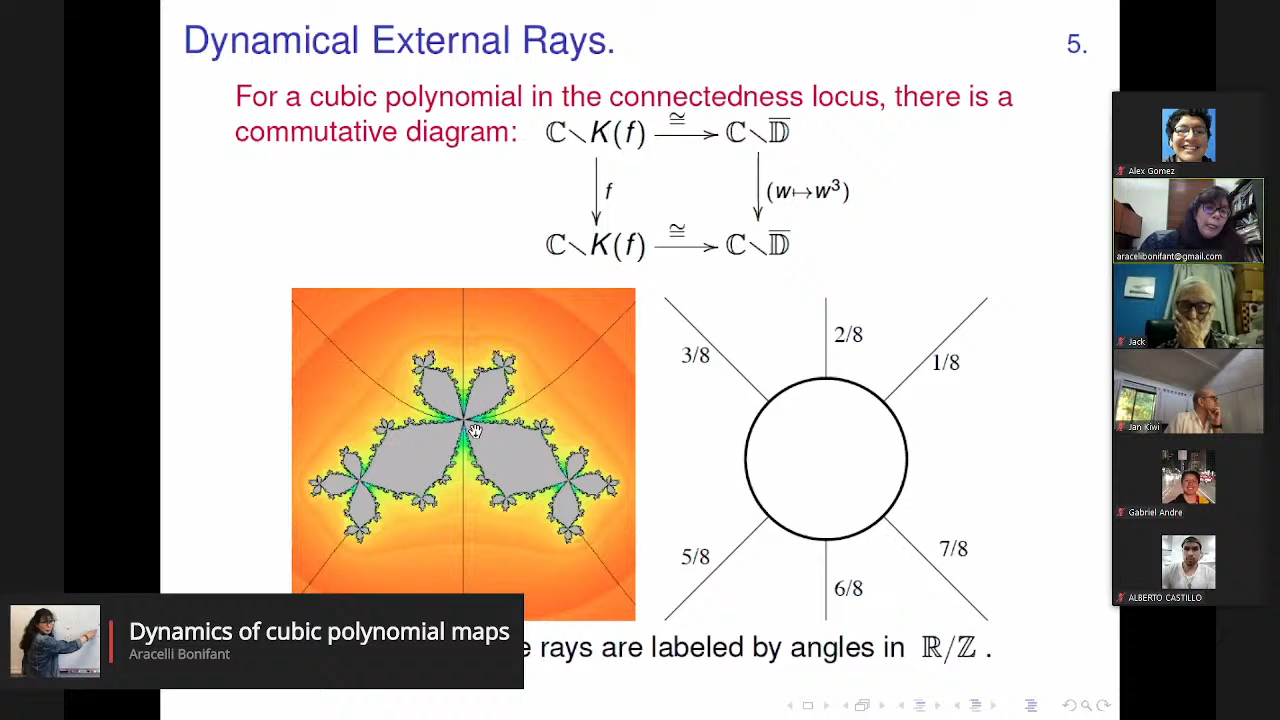 Dynamical External Rays.
5.
For a cubic polynomial in the connectedness locus, there is a
commutative diagram: ℂ∖K(f) ≅ ℂ∖𝔻̅
f (w↦w³)
ℂ∖K(f) ≅ ℂ∖𝔻̅
3/8
2/8
1/8
5/8
6/8
7/8
e rays are labeled by angles in ℝ/ℤ .
Dynamics of cubic polynomial maps
Aracelli Bonifant
Alex Gomez
aracelibonifant@gmail.com
Jack
Jan Kiwi
Gabriel Andre
ALBERTO CASTILLO